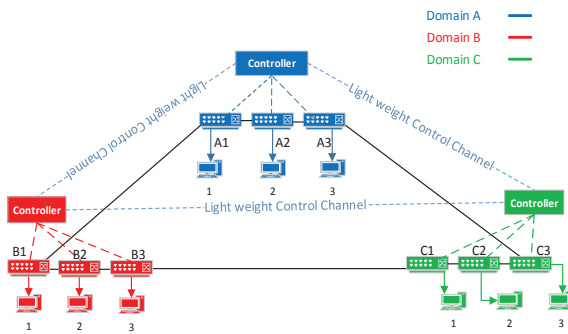 Domain A
Domain B
Domain C
Controller
Light weight Control Channel
Light weight Control Channel
A1 A2 A3
1 2 3
Controller
Light weight Control Channel
Controller
B1 B2 B3
C1 C2 C3
1 2 3
1 2 3